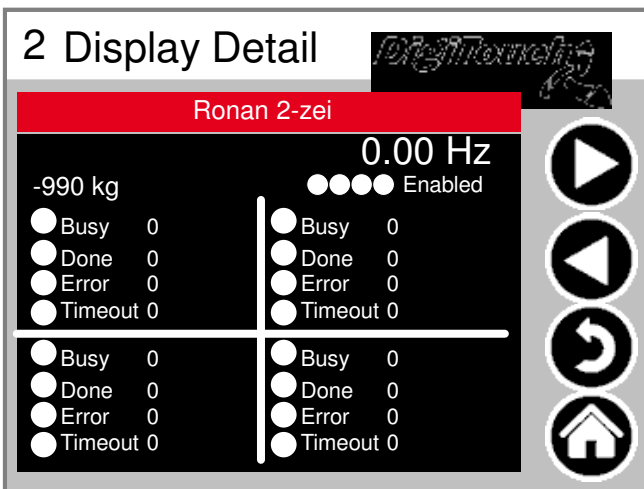 2 Display Detail
DigiTouch
Ronan 2-zei
0.00 Hz
-990 kg
Enabled
Busy 0
Done 0
Error 0
Timeout 0
Busy 0
Done 0
Error 0
Timeout 0
Busy 0
Done 0
Error 0
Timeout 0
Busy 0
Done 0
Error 0
Timeout 0